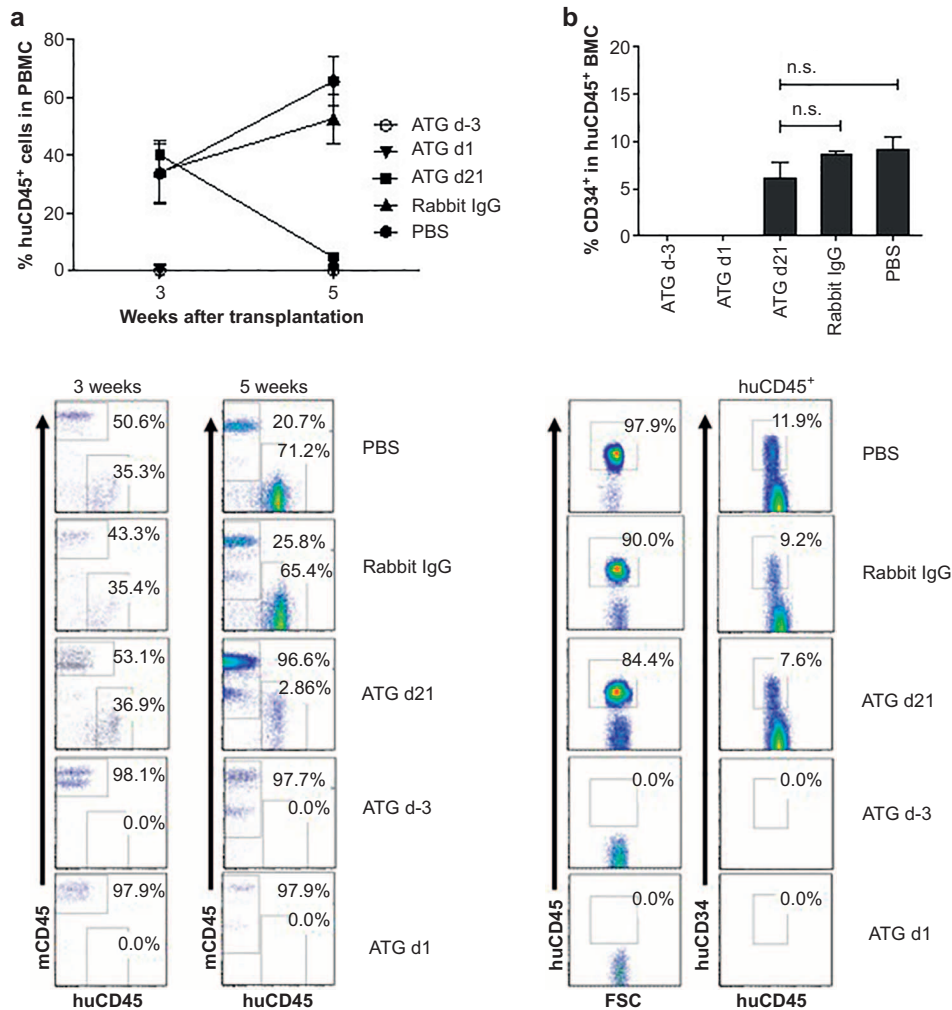 a
% huCD45+ cells in PBMC
80
60
40
20
0
3
5
Weeks after transplantation
ATG d-3
ATG d1
ATG d21
Rabbit IgG
PBS
b
% CD34+ in huCD45+ BMC
20
15
10
5
0
n.s.
n.s.
ATG d-3
ATG d1
ATG d21
Rabbit IgG
PBS
3 weeks
5 weeks
50.6%
35.3%
20.7%
71.2%
PBS
43.3%
35.4%
25.8%
65.4%
Rabbit IgG
53.1%
36.9%
96.6%
2.86%
ATG d21
98.1%
0.0%
97.7%
0.0%
ATG d-3
97.9%
0.0%
97.9%
0.0%
ATG d1
mCD45
mCD45
huCD45
huCD45
huCD45+
97.9%
11.9%
PBS
90.0%
9.2%
Rabbit IgG
84.4%
7.6%
ATG d21
0.0%
0.0%
ATG d-3
0.0%
0.0%
ATG d1
huCD45
huCD34
FSC
huCD45